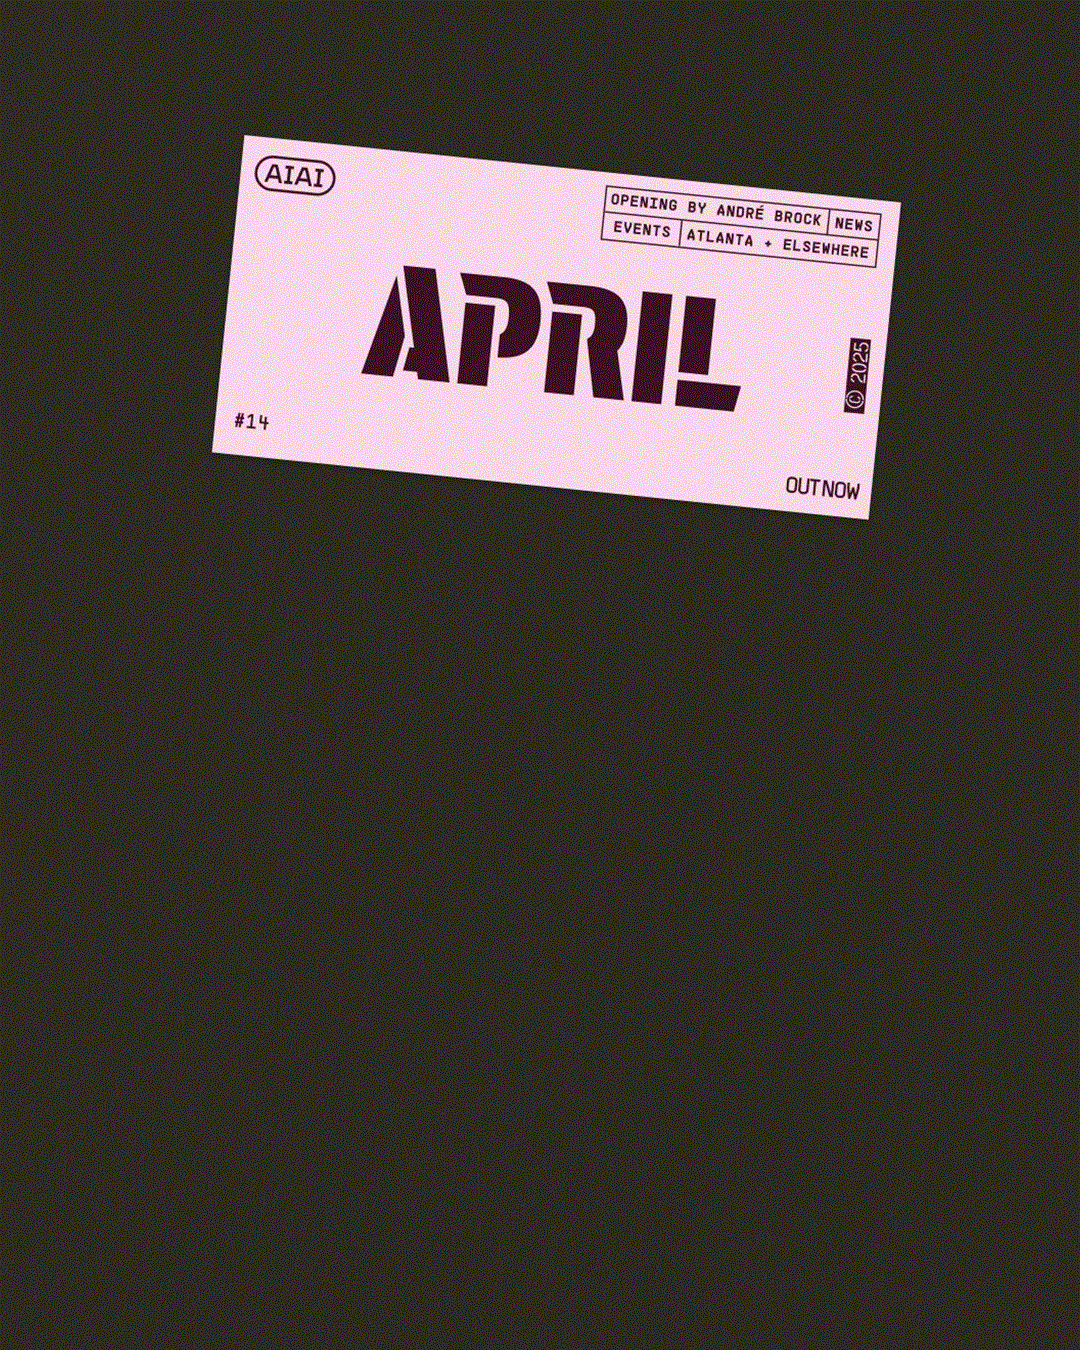 AIAI
OPENING BY ANDRÉ BROCK NEWS
EVENTS ATLANTA + ELSEWHERE
APRIL
© 2025
#14
OUT NOW